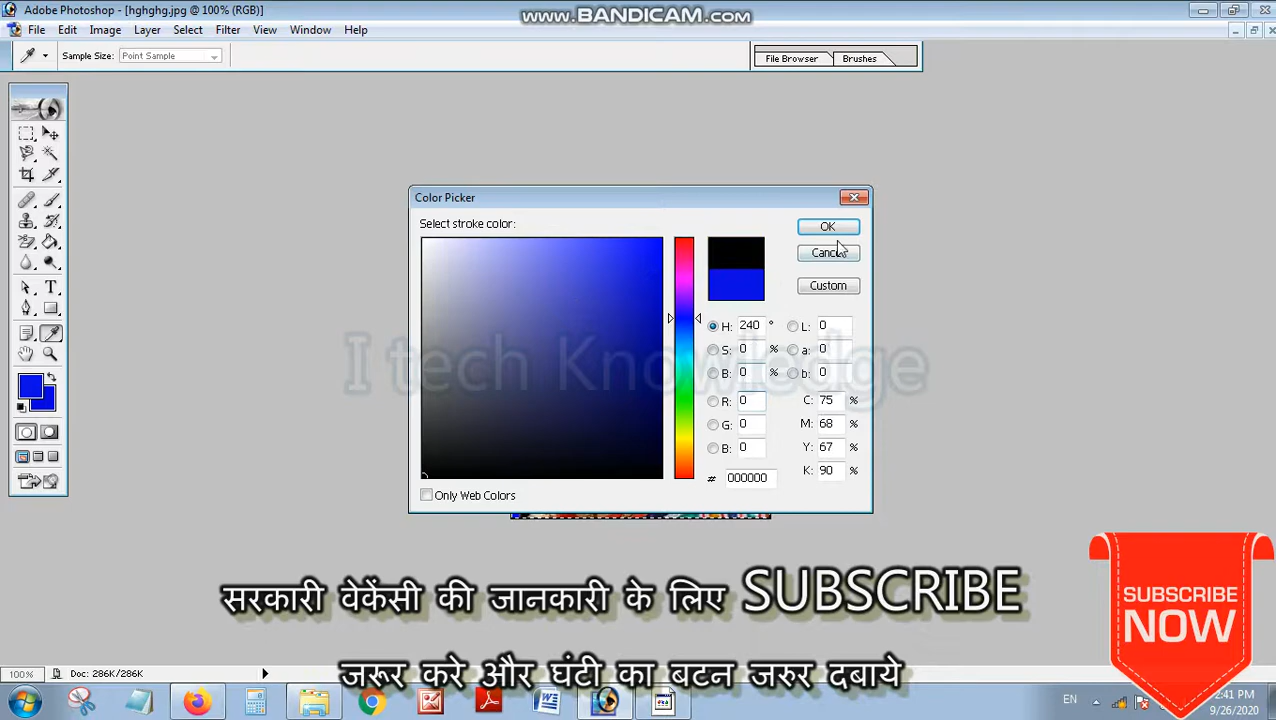 Adobe Photoshop - [hghghg.jpg @ 100% (RGB)]
www.BANDICAM.com
File Edit Image Layer Select Filter View Window Help
Sample Size: Point Sample
File Browser Brushes
Color Picker
Select stroke color:
OK
Cancel
Custom
H: 240 ° L: 0
S: 0 % a: 0
B: 0 % b: 0
R: 0 C: 75 %
G: 0 M: 68 %
B: 0 Y: 67 %
# 000000 K: 90 %
Only Web Colors
I tech Knowledge
सरकारी वेकेंसी की जानकारी के लिए SUBSCRIBE
जरूर करे और घंटी का बटन जरुर दबाये
SUBSCRIBE
NOW
100% Doc: 286K/286K
EN
2:41 PM
9/26/2020